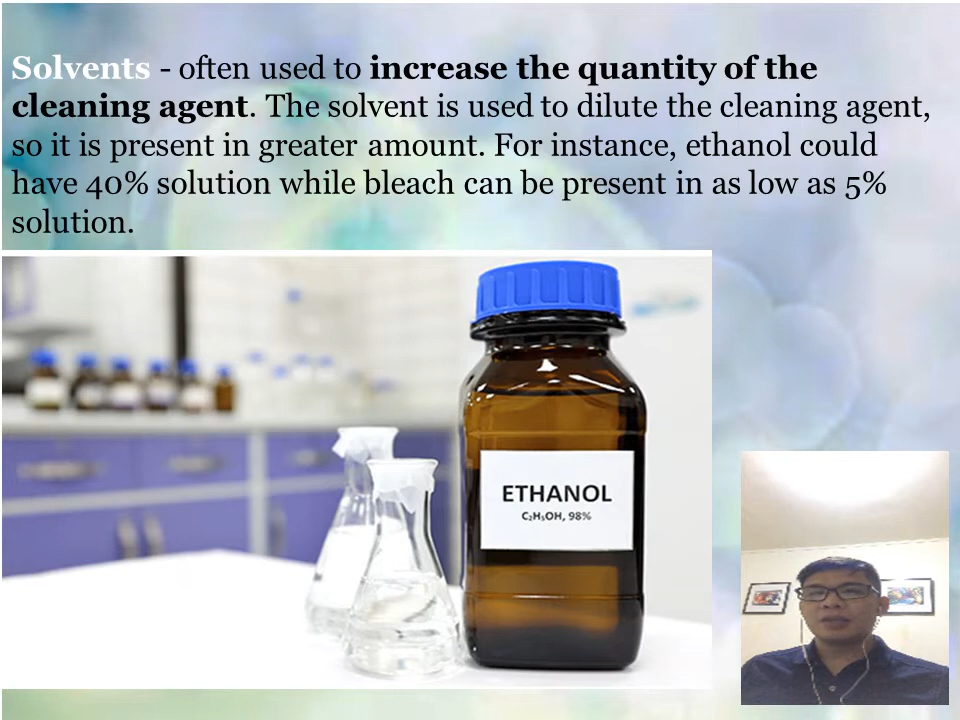 Solvents - often used to increase the quantity of the
cleaning agent. The solvent is used to dilute the cleaning agent,
so it is present in greater amount. For instance, ethanol could
have 40% solution while bleach can be present in as low as 5%
solution.
ETHANOL
C₂H₅OH, 98%